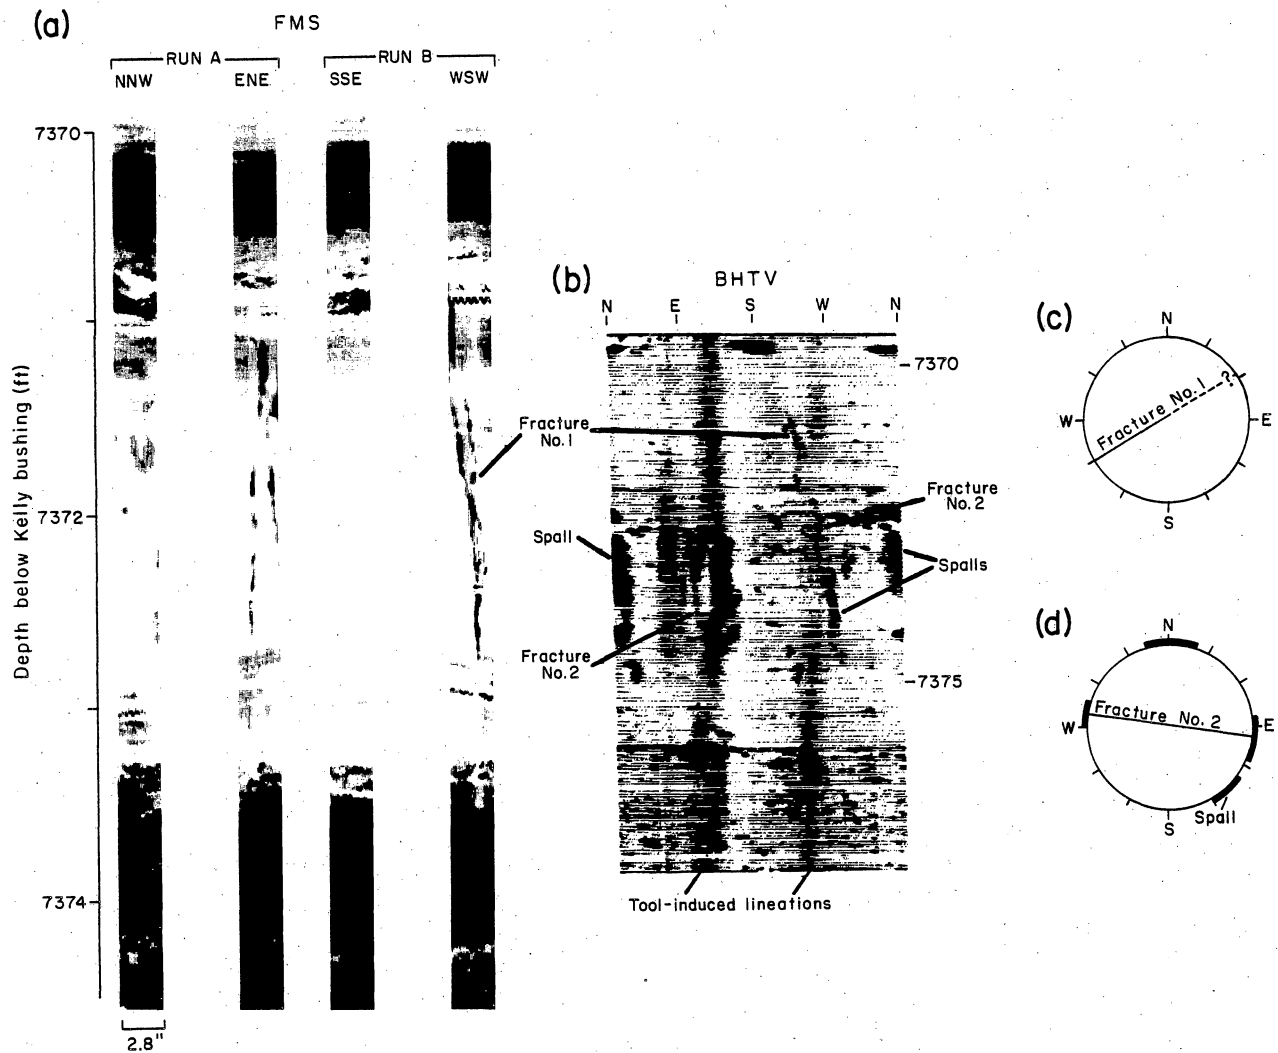 (a)
FMS
RUN A
RUN B
NNW
ENE
SSE
WSW
7370
7372
7374
Depth below Kelly bushing (ft)
2.8"
Fracture
No.1
(b)
BHTV
N
E
S
W
N
7370
7375
Fracture
No.2
Spall
Spalls
Fracture
No.2
Tool-induced lineations
(c)
N
W
E
S
Fracture No.1
?
(d)
N
W
E
S
Fracture No. 2
Spall